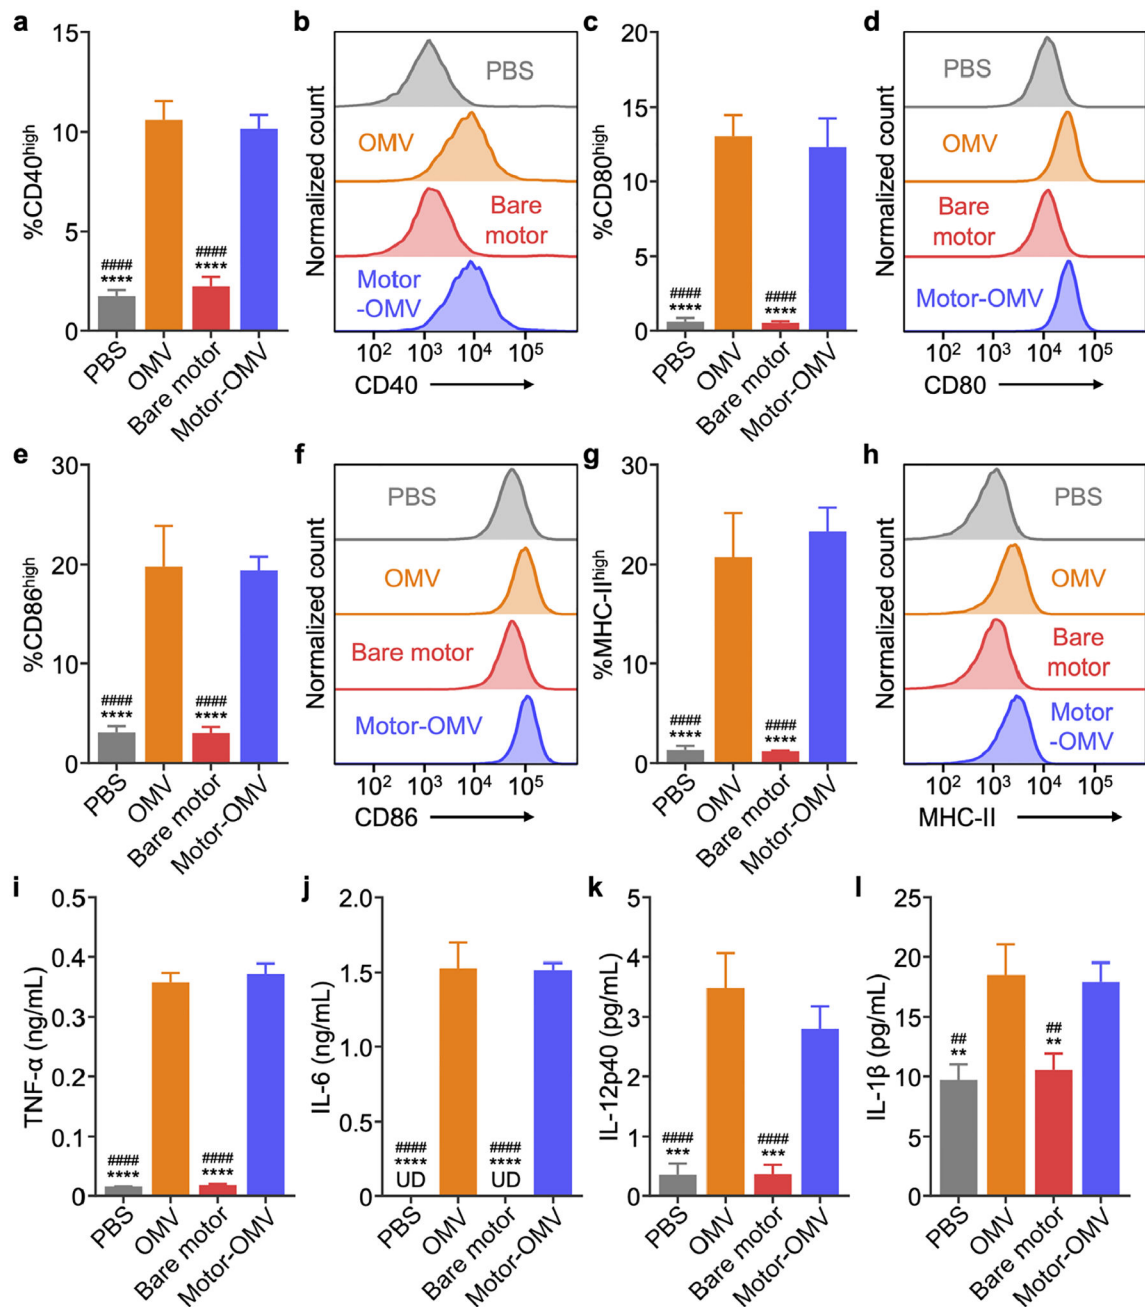 a
%CD40high
15
10
5
0
####
****
####
****
PBS
OMV
Bare motor
Motor-OMV
b
Normalized count
PBS
OMV
Bare
motor
Motor
-OMV
10² 10³ 10⁴ 10⁵
CD40
c
%CD80high
20
15
10
5
0
####
****
####
****
PBS
OMV
Bare motor
Motor-OMV
d
Normalized count
PBS
OMV
Bare
motor
Motor-OMV
10² 10³ 10⁴ 10⁵
CD80
e
%CD86high
30
20
10
0
####
****
####
****
PBS
OMV
Bare motor
Motor-OMV
f
Normalized count
PBS
OMV
Bare motor
Motor-OMV
10² 10³ 10⁴ 10⁵
CD86
g
%MHC-IIhigh
30
20
10
0
####
****
####
****
PBS
OMV
Bare motor
Motor-OMV
h
Normalized count
PBS
OMV
Bare
motor
Motor
-OMV
10² 10³ 10⁴ 10⁵
MHC-II
i
TNF-α (ng/mL)
0.5
0.4
0.3
0.2
0.1
0
####
****
####
****
PBS
OMV
Bare motor
Motor-OMV
j
IL-6 (ng/mL)
2.0
1.5
1.0
0.5
0
####
****
UD
####
****
UD
PBS
OMV
Bare motor
Motor-OMV
k
IL-12p40 (pg/mL)
5
4
3
2
1
0
####
***
####
***
PBS
OMV
Bare motor
Motor-OMV
l
IL-1β (pg/mL)
25
20
15
10
5
0
##
**
##
**
PBS
OMV
Bare motor
Motor-OMV